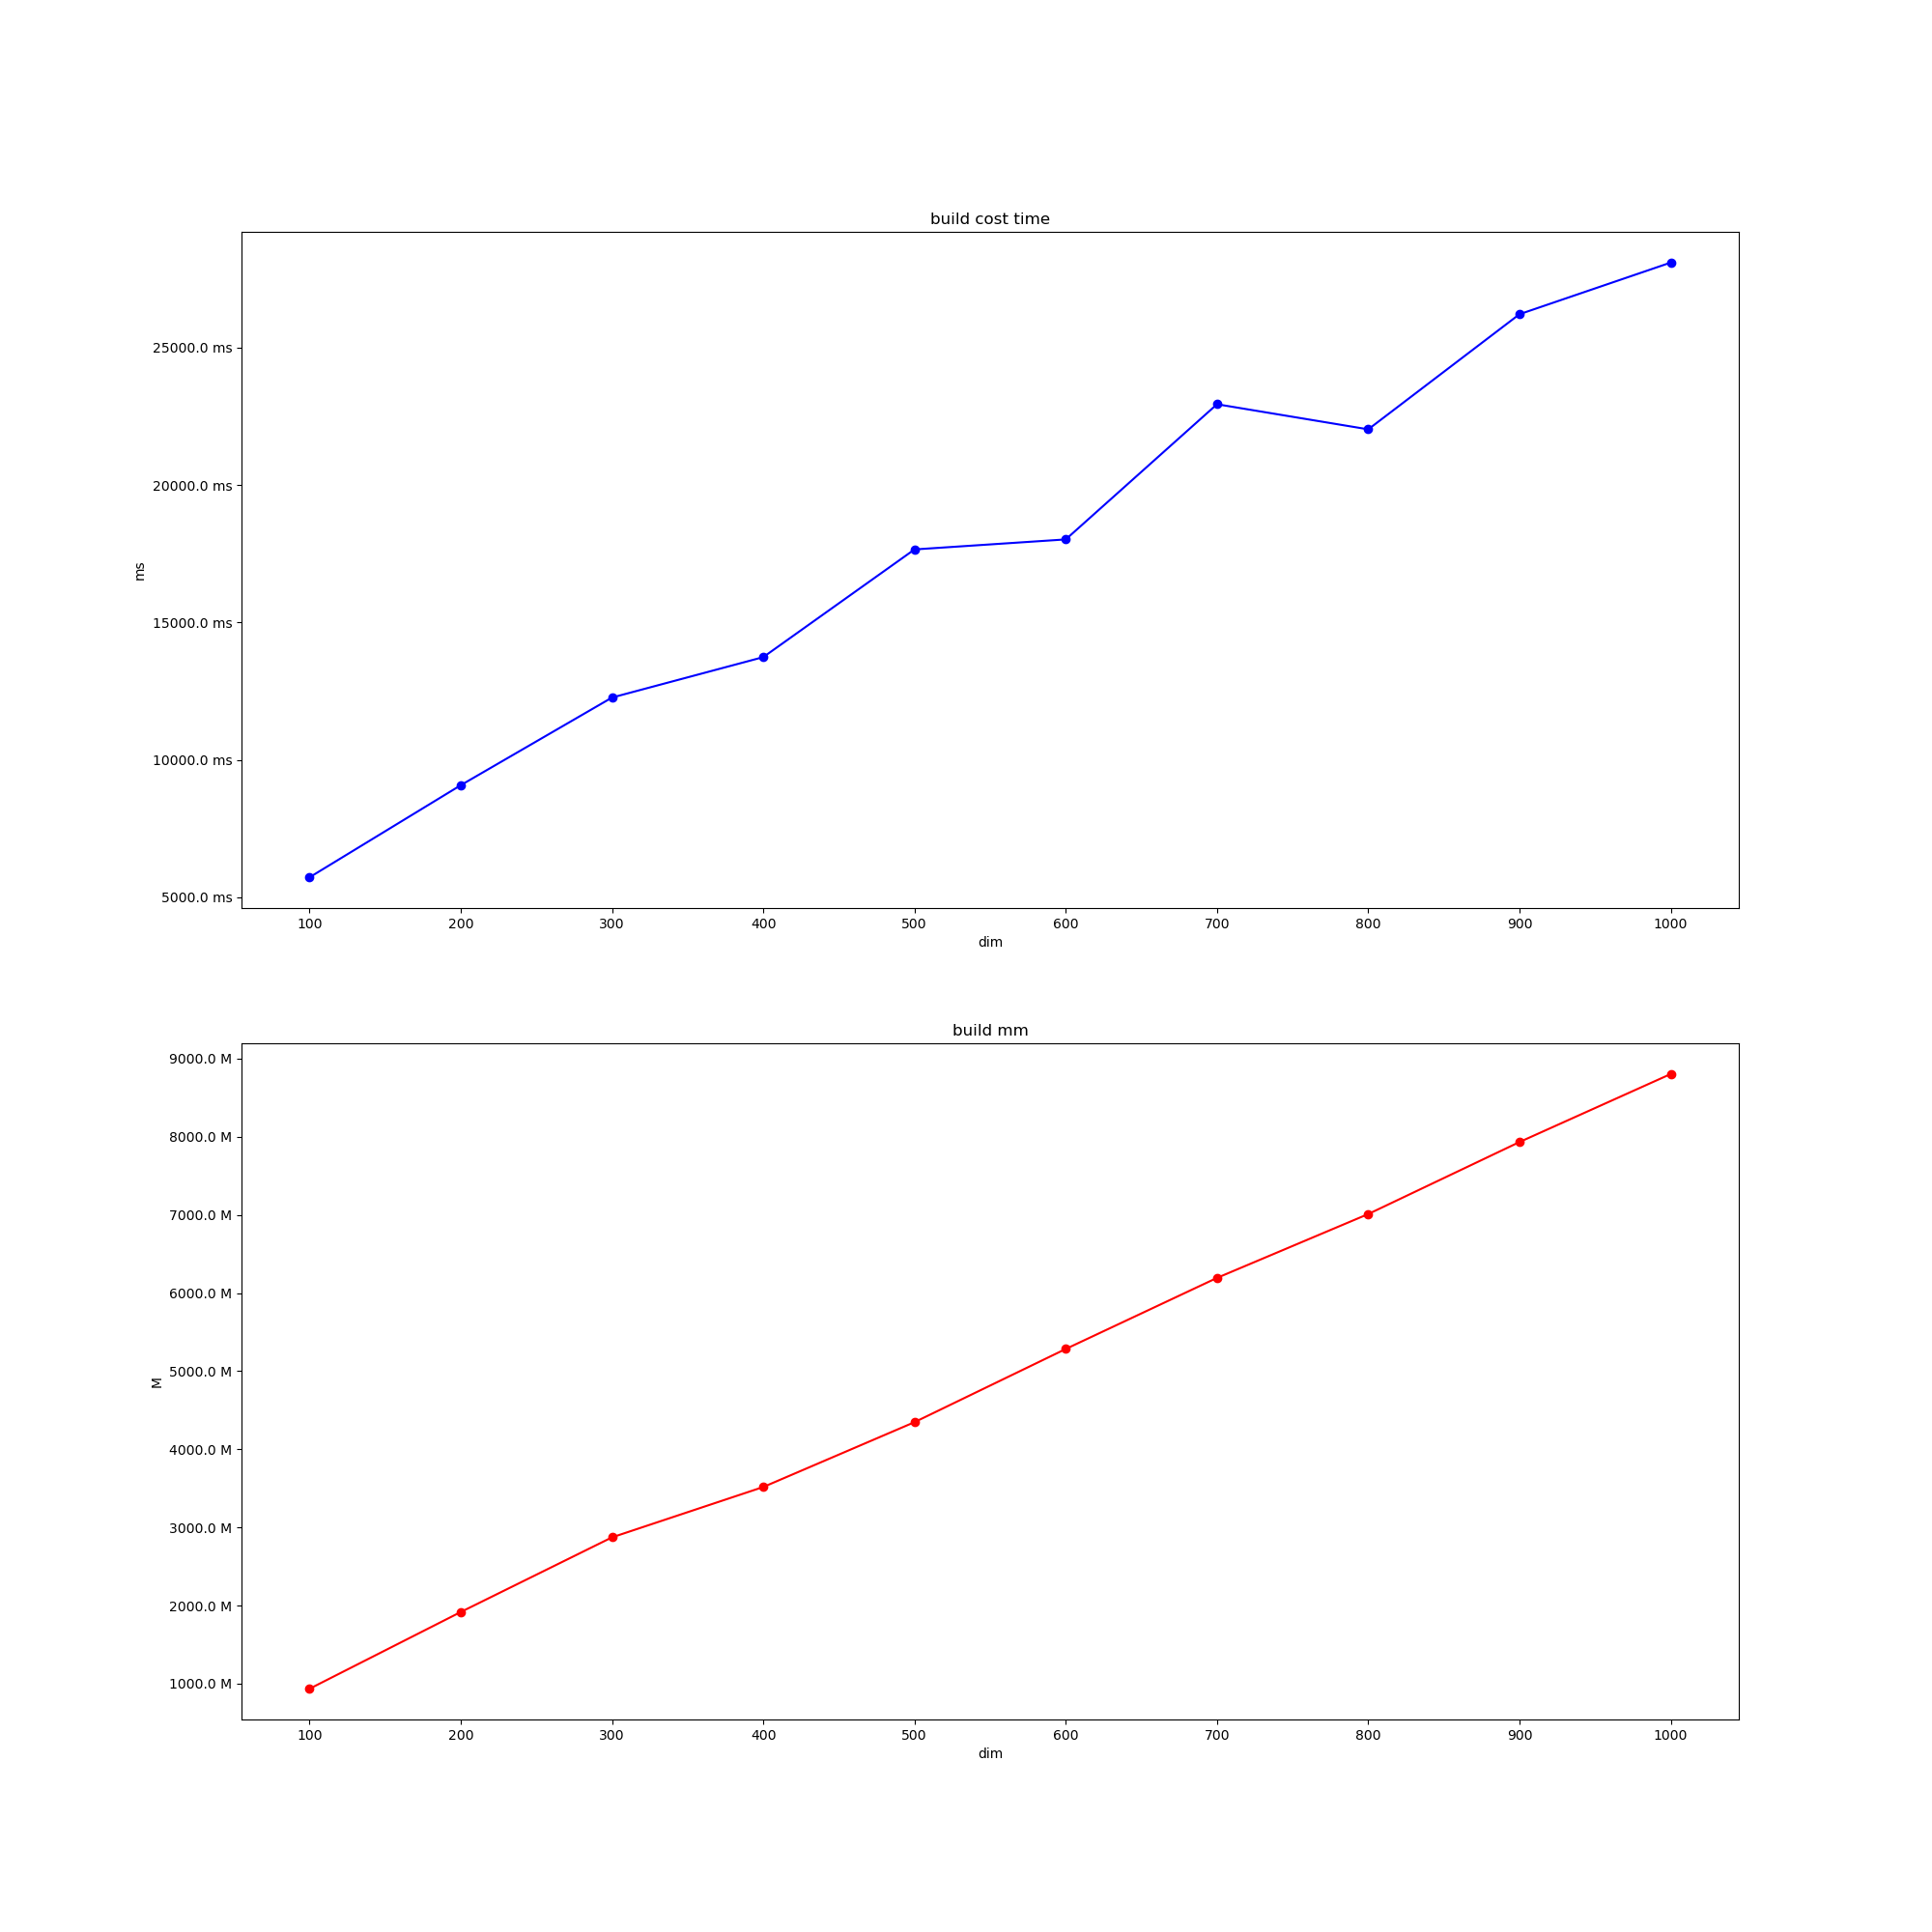 build cost time
25000.0 ms
20000.0 ms
15000.0 ms
10000.0 ms
5000.0 ms
ms
100 200 300 400 500 600 700 800 900 1000
dim
build mm
9000.0 M
8000.0 M
7000.0 M
6000.0 M
5000.0 M
4000.0 M
3000.0 M
2000.0 M
1000.0 M
M
100 200 300 400 500 600 700 800 900 1000
dim